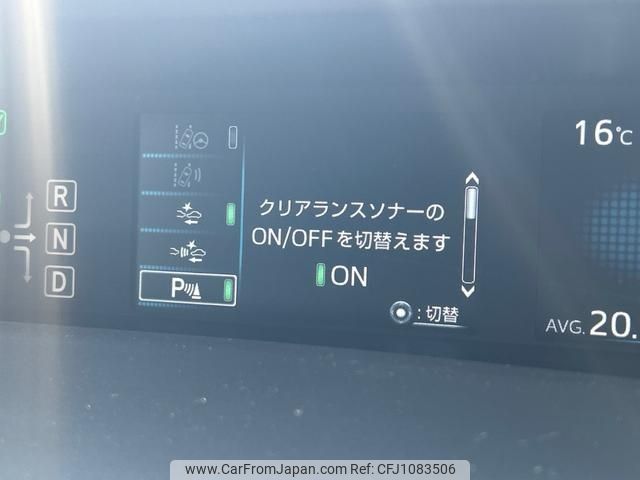 16℃
R
N
D
クリアランスソナーの
ON/OFFを切替えます
ON
P
:切替
AVG. 20.
www.CarFromJapan.com - CFJ1083506